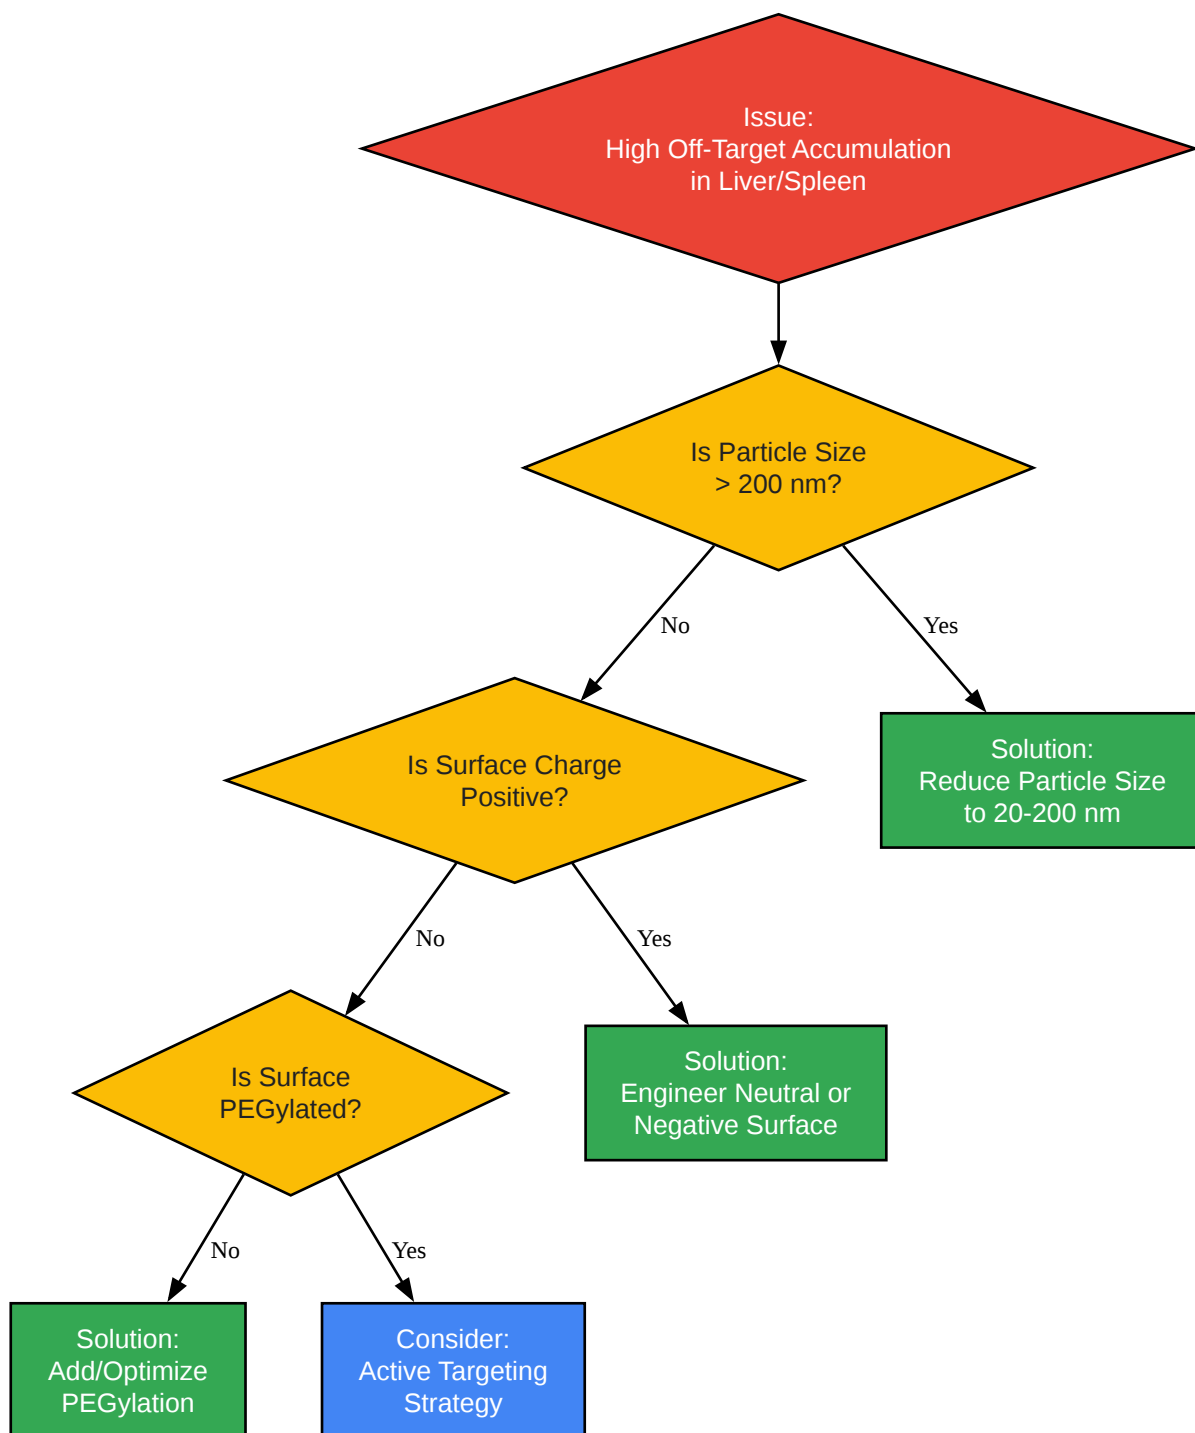 Issue:
High Off-Target Accumulation
in Liver/Spleen
Is Particle Size
> 200 nm?
No
Yes
Is Surface Charge
Positive?
Solution:
Reduce Particle Size
to 20-200 nm
No
Yes
Is Surface
PEGylated?
Solution:
Engineer Neutral or
Negative Surface
No
Yes
Solution:
Add/Optimize
PEGylation
Consider:
Active Targeting
Strategy